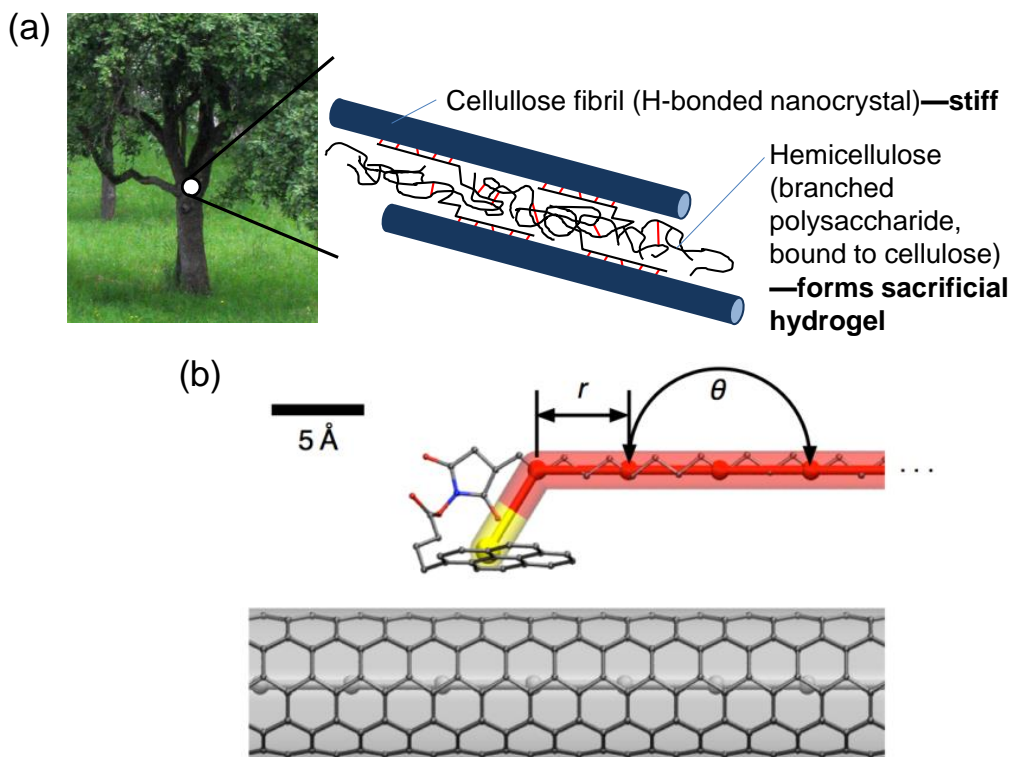 (a)
Cellullose fibril (H-bonded nanocrystal)—stiff
Hemicellulose
(branched
polysaccharide,
bound to cellulose)
—forms sacrificial
hydrogel
(b)
5 Å
r
θ
...